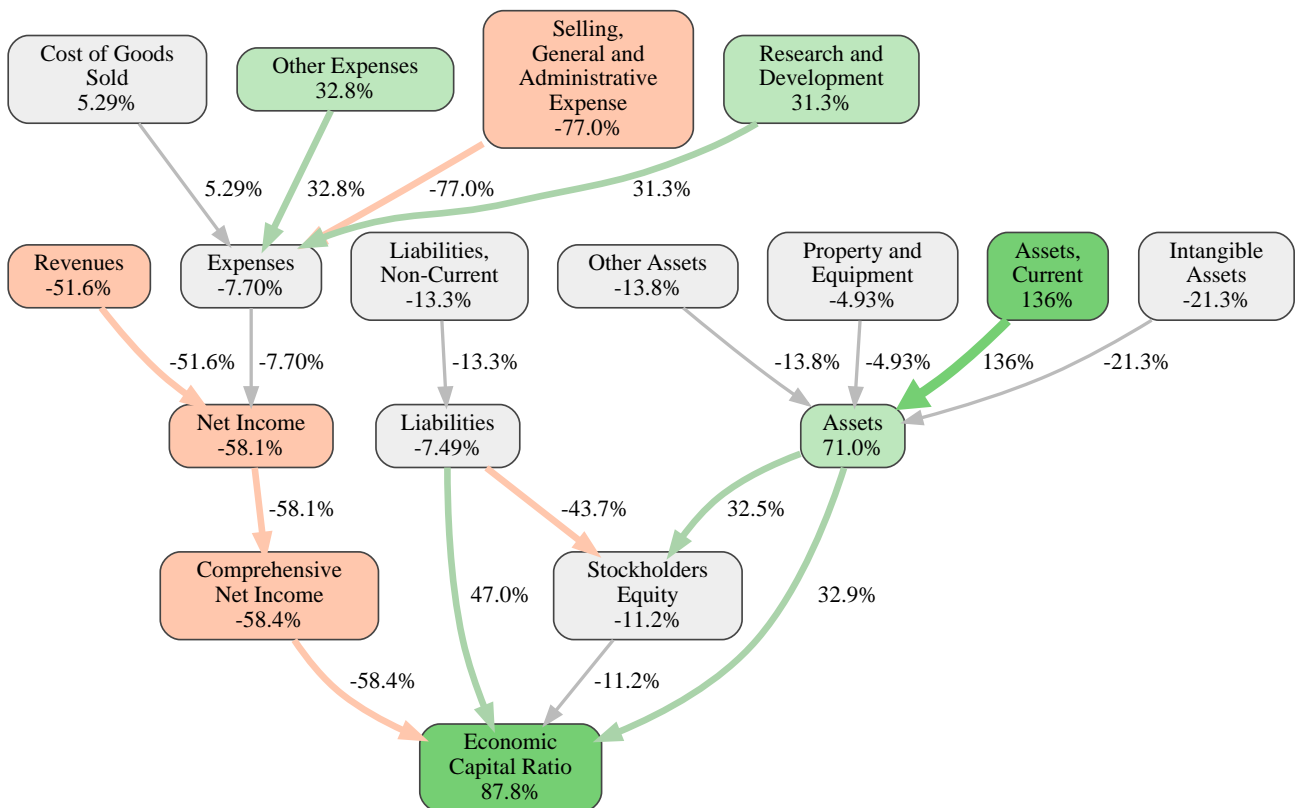 Cost of Goods
Sold
5.29%
Other Expenses
32.8%
Selling,
General and
Administrative
Expense
-77.0%
Research and
Development
31.3%
5.29%
32.8%
-77.0%
31.3%
Revenues
-51.6%
Expenses
-7.70%
Liabilities,
Non-Current
-13.3%
Other Assets
-13.8%
Property and
Equipment
-4.93%
Assets,
Current
136%
Intangible
Assets
-21.3%
-51.6%
-7.70%
-13.3%
-13.8%
-4.93%
136%
-21.3%
Net Income
-58.1%
Liabilities
-7.49%
Assets
71.0%
-58.1%
-43.7%
32.5%
Comprehensive
Net Income
-58.4%
47.0%
Stockholders
Equity
-11.2%
32.9%
-58.4%
-11.2%
Economic
Capital Ratio
87.8%